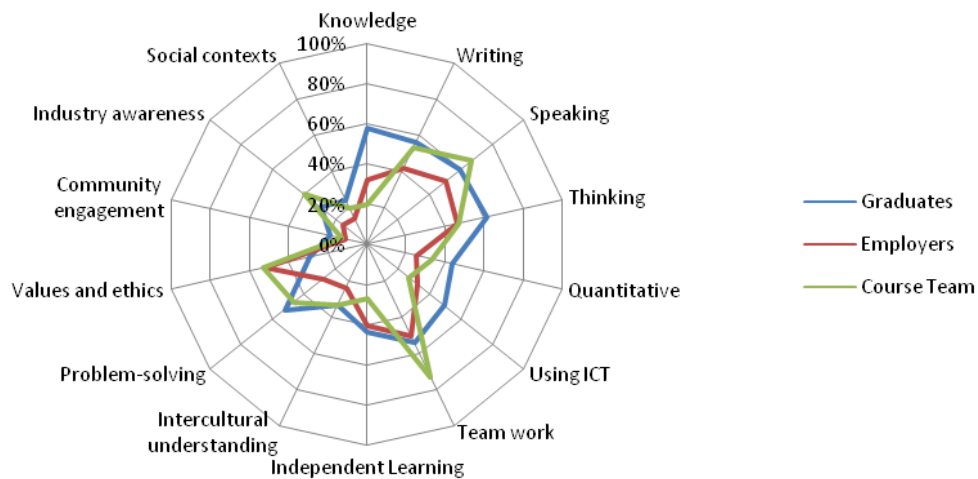 Knowledge
100%
Social contexts
Writing
80%
Industry awareness
Speaking
60%
40%
Community
engagement
Thinking
20%
Graduates
0%
Employers
Values and ethics
Quantitative
Course Team
Problem-solving
Using ICT
Intercultural
understanding
Team work
Independent Learning